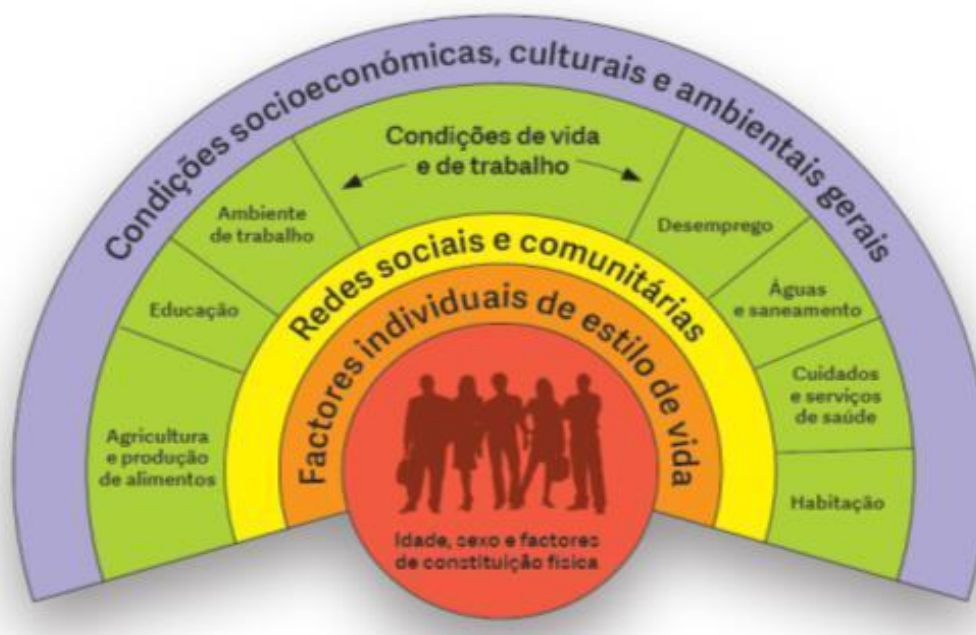 Condições socioeconómicas, culturais e ambientais gerais
Condições de vida
e de trabalho
Ambiente
de trabalho
Educação
Agricultura
e produção
de alimentos
Desemprego
Águas
e saneamento
Cuidados
e serviços
de saúde
Habitação
Redes sociais e comunitárias
Factores individuais de estilo de vida
Idade, sexo e factores
de constituição física